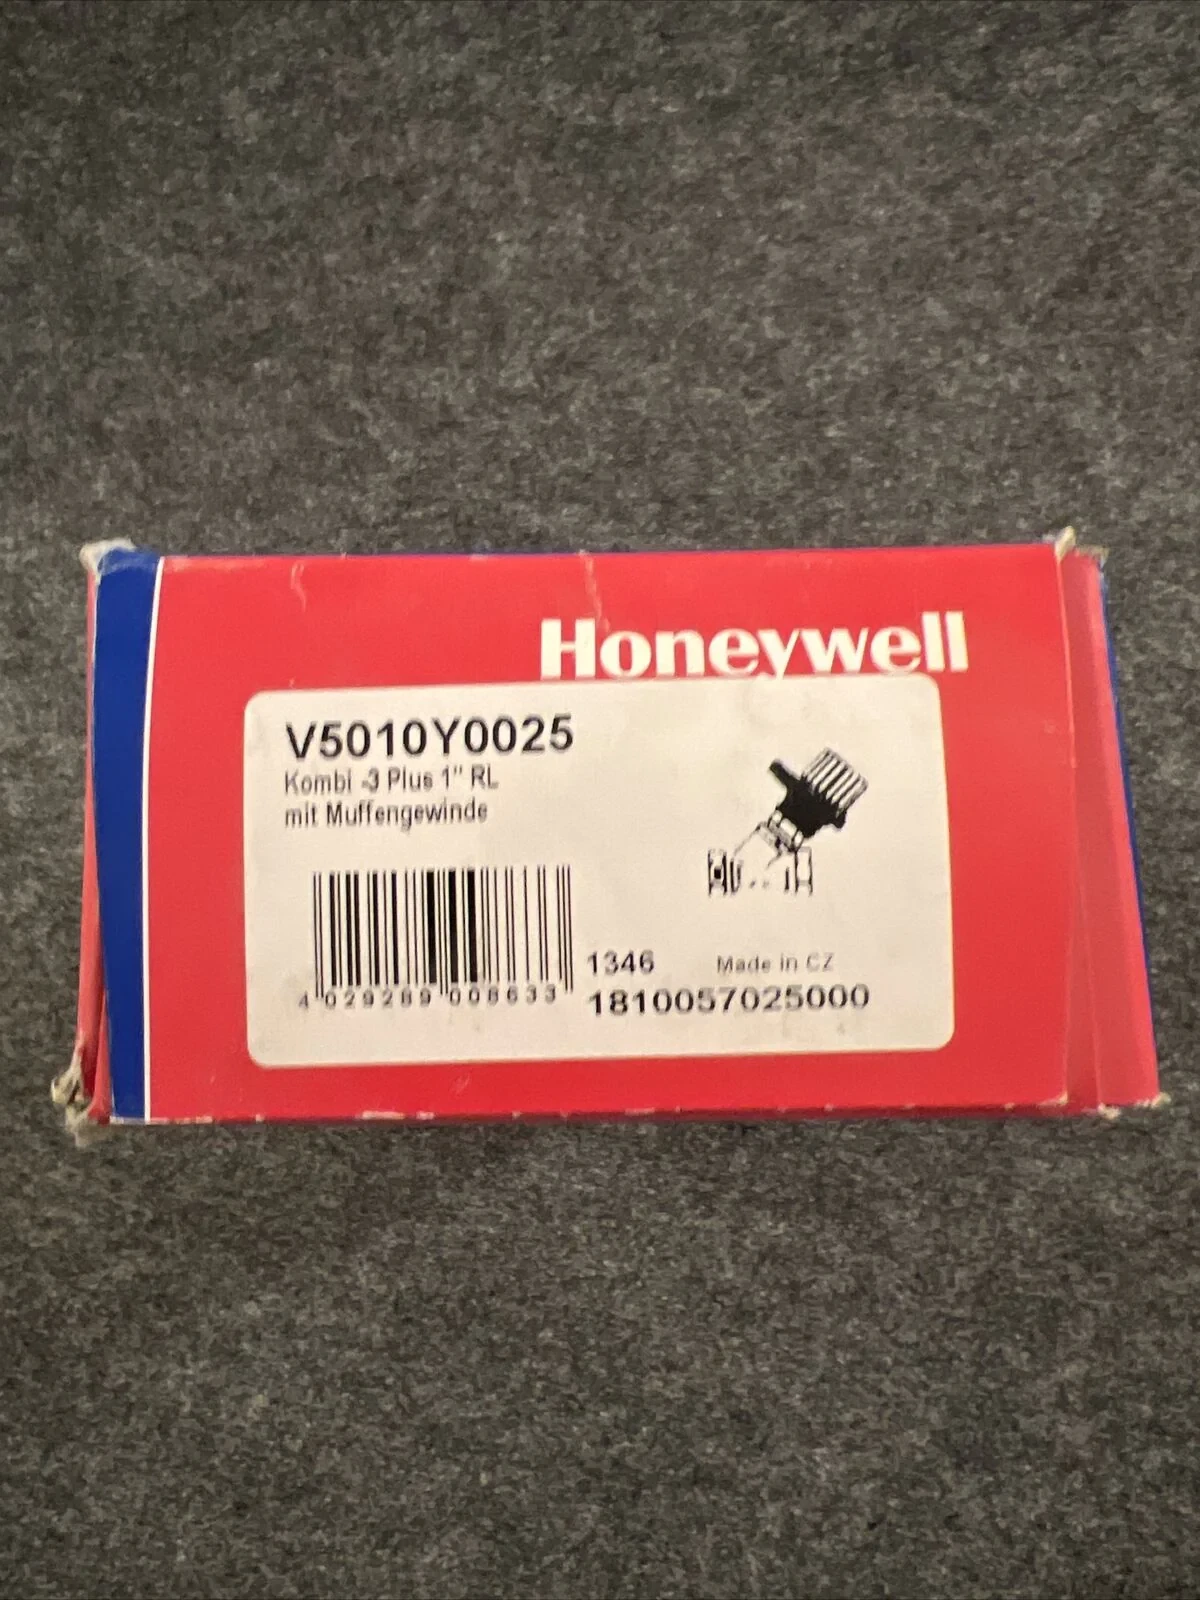 Honeywell
V5010Y0025
Kombi -3 Plus 1" RL
mit Muffengewinde
4 029289 008633
1346 Made in CZ
1810057025000